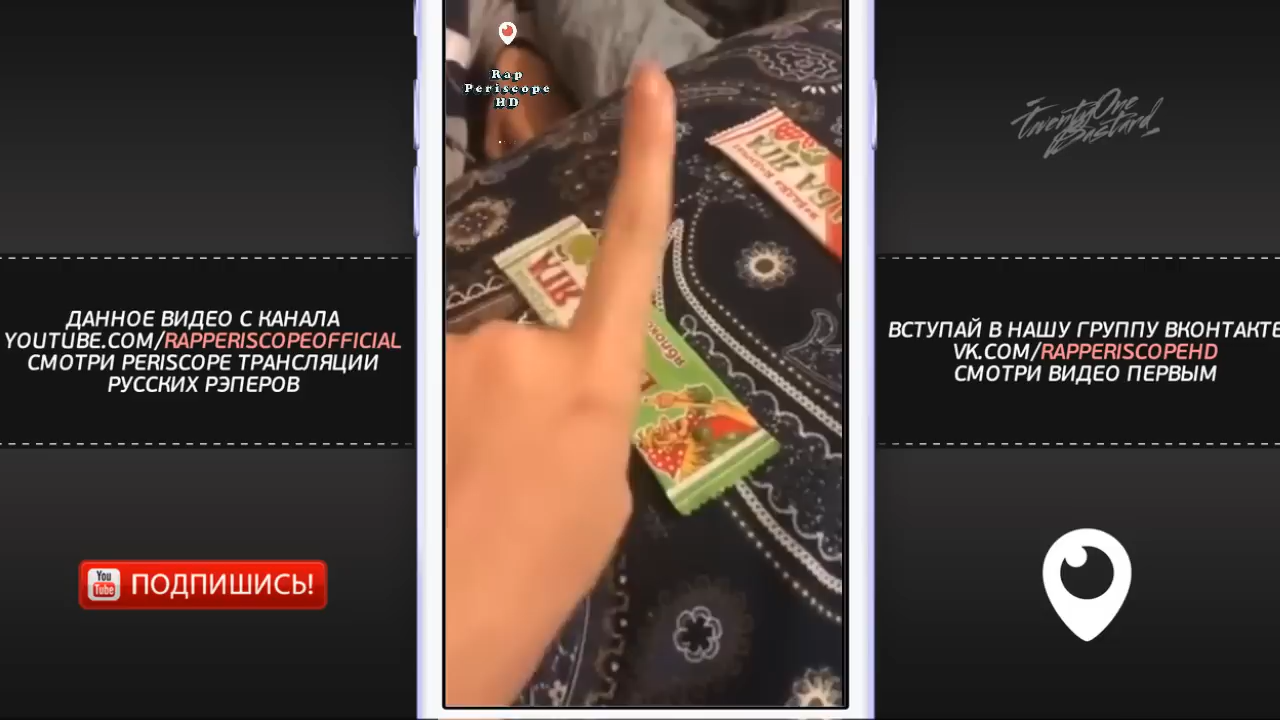 Rap
Periscope
HD
TwentyOne
Bastard
ДАННОЕ ВИДЕО С КАНАЛА
YOUTUBE.COM/RAPPERISCOPEOFFICIAL
СМОТРИ PERISCOPE ТРАНСЛЯЦИИ
РУССКИХ РЭПЕРОВ
ВСТУПАЙ В НАШУ ГРУППУ ВКОНТАКТЕ
VK.COM/RAPPERISCOPEHD
СМОТРИ ВИДЕО ПЕРВЫМ
яблоко
You
Tube
ПОДПИШИСЬ!